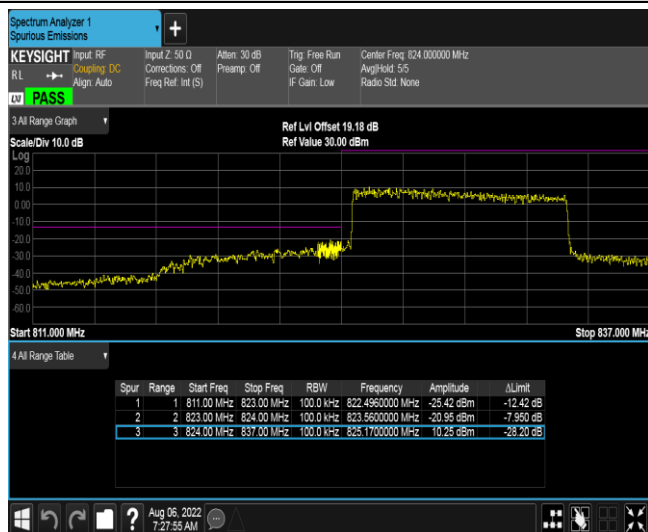 Spectrum Analyzer 1
Spurious Emissions
+
KEYSIGHT Input: RF Input Z: 50 Ω Atten: 30 dB Trig: Free Run Center Freq: 824.000000 MHz
RL Coupling: DC Corrections: Off Preamp: Off Gate: Off Avg|Hold: 5/5
Align: Auto Freq Ref: Int (S) IF Gain: Low Radio Std: None
LXI PASS
3 All Range Graph Ref Lvl Offset 19.18 dB
Scale/Div 10.0 dB Ref Value 30.00 dBm
Log
20.0
10.0
0.00
-10.0
-20.0
-30.0
-40.0
-50.0
-60.0
Start 811.000 MHz Stop 837.000 MHz
4 All Range Table
Spur Range Start Freq Stop Freq RBW Frequency Amplitude ΔLimit
1 1 811.00 MHz 823.00 MHz 100.0 kHz 822.4960000 MHz -25.42 dBm -12.42 dB
2 2 823.00 MHz 824.00 MHz 100.0 kHz 823.5600000 MHz -20.95 dBm -7.950 dB
3 3 824.00 MHz 837.00 MHz 100.0 kHz 825.1700000 MHz 10.25 dBm -28.20 dB
? Aug 06, 2022
7:27:55 AM